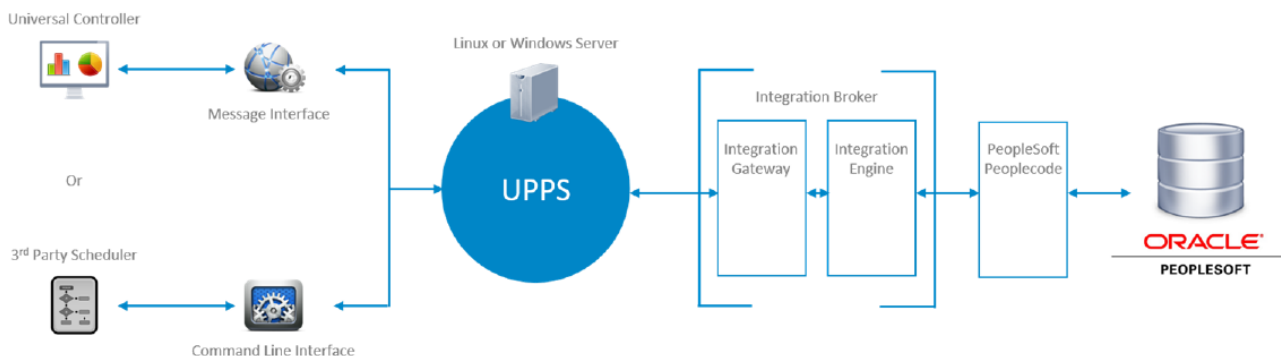 Universal Controller
Message Interface
Or
3rd Party Scheduler
Command Line Interface
Linux or Windows Server
UPPS
Integration Broker
Integration
Gateway
Integration
Engine
PeopleSoft
Peoplecode
ORACLE®
PEOPLESOFT